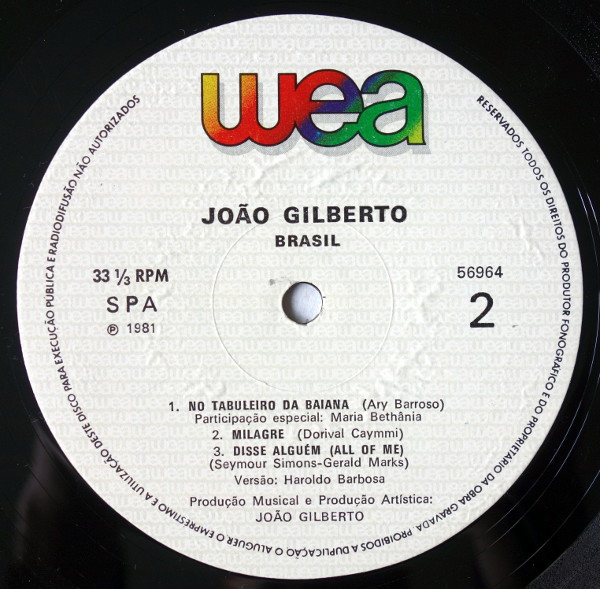 wea
JOÃO GILBERTO
BRASIL
33 ⅓ RPM
SPA
℗ 1981
56964
2
1. NO TABULEIRO DA BAIANA (Ary Barroso)
Participação especial: Maria Bethânia
2. MILAGRE (Dorival Caymmi)
3. DISSE ALGUÉM (ALL OF ME)
(Seymour Simons-Gerald Marks)
Versão: Haroldo Barbosa
Produção Musical e Produção Artística:
JOÃO GILBERTO
RESERVADOS TODOS OS DIREITOS DO PRODUTOR FONOGRÁFICO E DO PROPRIETÁRIO DA OBRA GRAVADA PROIBIDOS A DUPLICAÇÃO O ALUGUER O EMPRÉSTIMO E A UTILIZAÇÃO DESTE DISCO PARA EXECUÇÃO PÚBLICA E RADIODIFUSÃO NÃO AUTORIZADOS